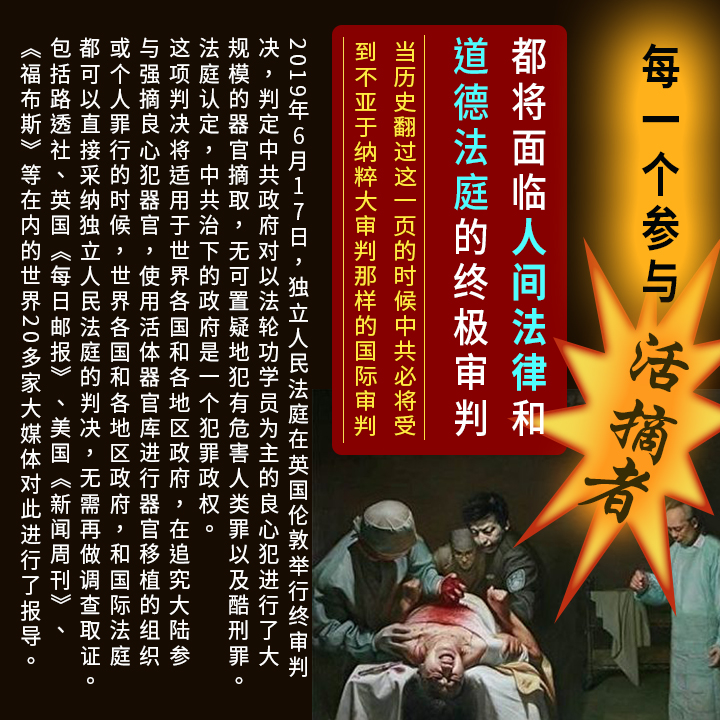 每一个参与
活摘者
都将面临人间法律和
道德法庭的终极审判
当历史翻过这一页的时候中共必将受
到不亚于纳粹大审判那样的国际审判
2019年6月17日，独立人民法庭在英国伦敦举行终审判
决，判定中共政府对以法轮功学员为主的良心犯进行了大
规模的器官摘取，无可置疑地犯有危害人类罪以及酷刑罪。
法庭认定，中共治下的政府是一个犯罪政权。
这项判决将适用于世界各国和各地区政府，在追究大陆参
与强摘良心犯器官，使用活体器官库进行器官移植的组织
或个人罪行的时候，世界各国和各地区政府，和国际法庭
都可以直接采纳独立人民法庭的判决，无需再做调查取证。
包括路透社、英国《每日邮报》、美国《新闻周刊》、
《福布斯》等在内的世界20多家大媒体对此进行了报导。